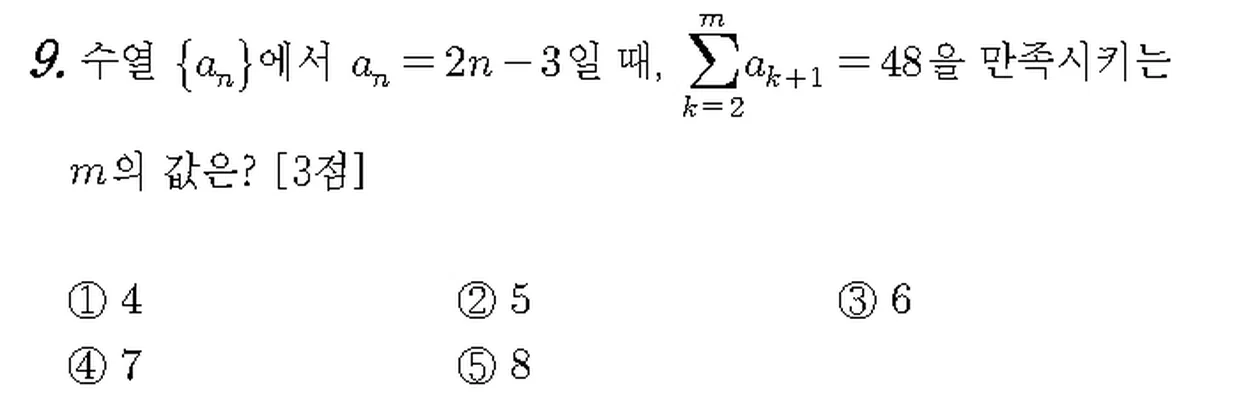 9. 수열 {aₙ}에서 aₙ = 2n − 3일 때, ∑_{k=2}^{m} a_{k+1} = 48을 만족시키는
m의 값은? [3점]
① 4 ② 5 ③ 6
④ 7 ⑤ 8